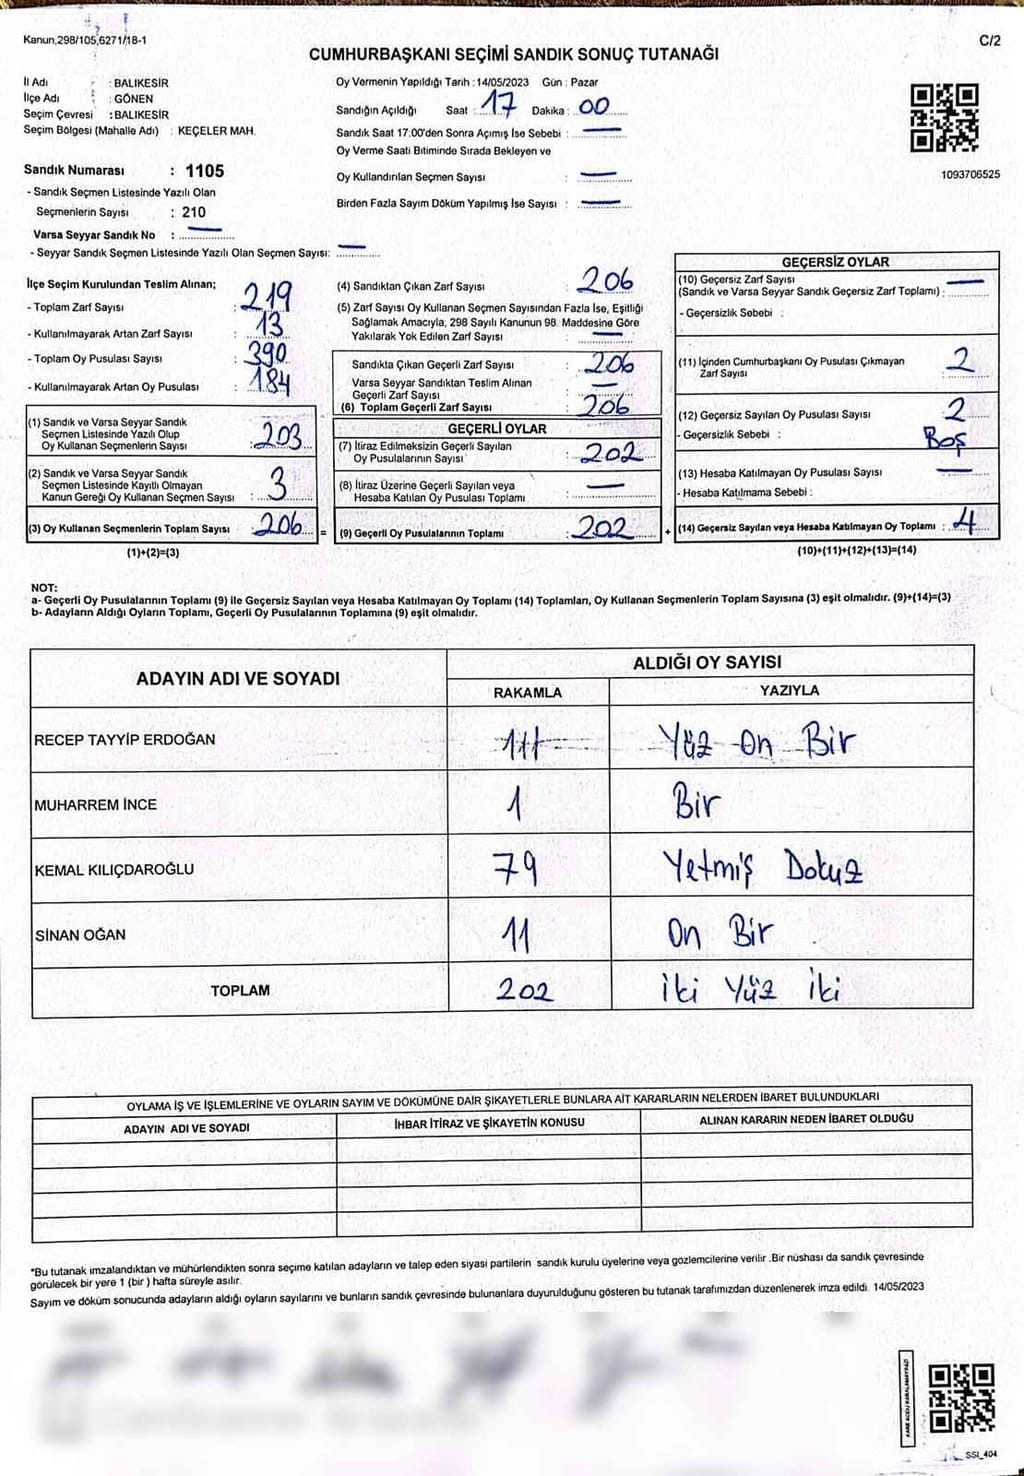 Kanun,298/105,6271/18-1
C/2
CUMHURBAŞKANI SEÇİMİ SANDIK SONUÇ TUTANAĞI
İl Adı : BALIKESİR
İlçe Adı : GÖNEN
Seçim Çevresi : BALIKESİR
Seçim Bölgesi (Mahalle Adı) : KEÇELER MAH.
Oy Vermenin Yapıldığı Tarih : 14/05/2023 Gün : Pazar
Sandığın Açıldığı Saat : 17 Dakika : 00
Sandık Saat 17.00'den Sonra Açımış İse Sebebi : —
Oy Verme Saati Bitiminde Sırada Bekleyen ve
Oy Kullandırılan Seçmen Sayısı : —
Birden Fazla Sayım Döküm Yapılmış İse Sayısı : —
1093706525
Sandık Numarası : 1105
- Sandık Seçmen Listesinde Yazılı Olan
Seçmenlerin Sayısı : 210
Varsa Seyyar Sandık No : —
- Seyyar Sandık Seçmen Listesinde Yazılı Olan Seçmen Sayısı: —
İlçe Seçim Kurulundan Teslim Alınan;
- Toplam Zarf Sayısı : 219
- Kullanılmayarak Artan Zarf Sayısı : 13
- Toplam Oy Pusulası Sayısı : 390
- Kullanılmayarak Artan Oy Pusulası : 184
(1) Sandık ve Varsa Seyyar Sandık
Seçmen Listesinde Yazılı Olup
Oy Kullanan Seçmenlerin Sayısı : 203
(2) Sandık ve Varsa Seyyar Sandık
Seçmen Listesinde Kayıtlı Olmayan
Kanun Gereği Oy Kullanan Seçmen Sayısı : 3
(3) Oy Kullanan Seçmenlerin Toplam Sayısı : 206 =
(1)+(2)=(3)
(4) Sandıktan Çıkan Zarf Sayısı : 206
(5) Zarf Sayısı Oy Kullanan Seçmen Sayısından Fazla İse, Eşitliği
Sağlamak Amacıyla, 298 Sayılı Kanunun 98. Maddesine Göre
Yakılarak Yok Edilen Zarf Sayısı : —
Sandıkta Çıkan Geçerli Zarf Sayısı : 206
Varsa Seyyar Sandıktan Teslim Alınan
Geçerli Zarf Sayısı : —
(6) Toplam Geçerli Zarf Sayısı : 206
GEÇERLİ OYLAR
(7) İtiraz Edilmeksizin Geçerli Sayılan
Oy Pusulalarının Sayısı : 202
(8) İtiraz Üzerine Geçerli Sayılan veya
Hesaba Katılan Oy Pusulası Toplamı : —
(9) Geçerli Oy Pusulalarının Toplamı : 202 +
GEÇERSİZ OYLAR
(10) Geçersiz Zarf Sayısı
(Sandık ve Varsa Seyyar Sandık Geçersiz Zarf Toplamı) : —
- Geçersizlik Sebebi :
(11) İçinden Cumhurbaşkanı Oy Pusulası Çıkmayan
Zarf Sayısı : 2
(12) Geçersiz Sayılan Oy Pusulası Sayısı : 2
- Geçersizlik Sebebi : Boş
(13) Hesaba Katılmayan Oy Pusulası Sayısı : —
- Hesaba Katılmama Sebebi :
(14) Geçersiz Sayılan veya Hesaba Katılmayan Oy Toplamı : 4
(10)+(11)+(12)+(13)=(14)
NOT:
a- Geçerli Oy Pusulalarının Toplamı (9) ile Geçersiz Sayılan veya Hesaba Katılmayan Oy Toplamı (14) Toplamları, Oy Kullanan Seçmenlerin Toplam Sayısına (3) eşit olmalıdır. (9)+(14)=(3)
b- Adayların Aldığı Oyların Toplamı, Geçerli Oy Pusulalarının Toplamına (9) eşit olmalıdır.
ADAYIN ADI VE SOYADI
ALDIĞI OY SAYISI
RAKAMLA YAZIYLA
RECEP TAYYİP ERDOĞAN 111 Yüz On Bir
MUHARREM İNCE 1 Bir
KEMAL KILIÇDAROĞLU 79 Yetmiş Dokuz
SİNAN OĞAN 11 On Bir
TOPLAM 202 İki Yüz İki
OYLAMA İŞ VE İŞLEMLERİNE VE OYLARIN SAYIM VE DÖKÜMÜNE DAİR ŞİKAYETLERLE BUNLARA AİT KARARLARIN NELERDEN İBARET BULUNDUKLARI
ADAYIN ADI VE SOYADI İHBAR İTİRAZ VE ŞİKAYETİN KONUSU ALINAN KARARIN NEDEN İBARET OLDUĞU
*Bu tutanak imzalandıktan ve mühürlendikten sonra seçime katılan adayların ve talep eden siyasi partilerin sandık kurulu üyelerine veya gözlemcilerine verilir .Bir nüshası da sandık çevresinde
görülecek bir yere 1 (bir ) hafta süreyle asılır.
Sayım ve döküm sonucunda adayların aldığı oyların sayılarını ve bunların sandık çevresinde bulunanlara duyurulduğunu gösteren bu tutanak tarafımızdan düzenlenerek imza edildi. 14/05/2023
SSI_404